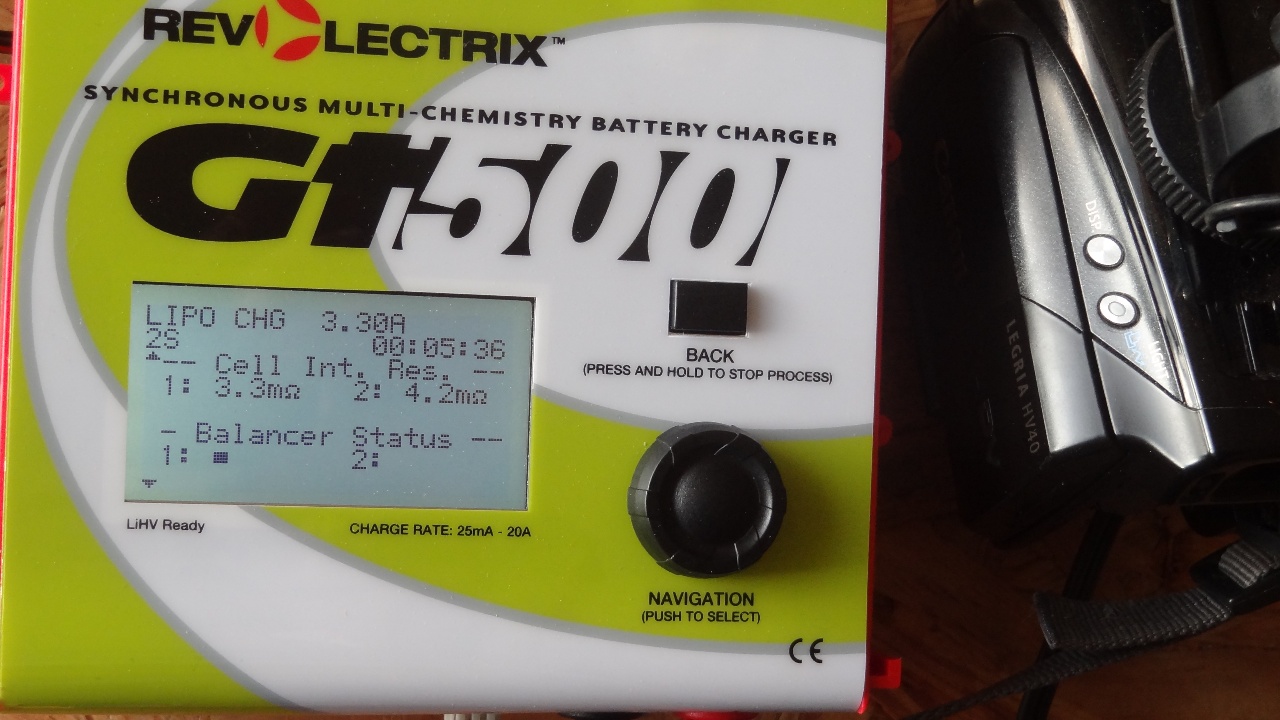 REVOLECTRIX™
SYNCHRONOUS MULTI-CHEMISTRY BATTERY CHARGER
GT500
LIPO CHG 3.30A
2S 00:05:36
-- Cell Int. Res. --
1: 3.3mΩ 2: 4.2mΩ
- Balancer Status --
1: 2:
BACK
(PRESS AND HOLD TO STOP PROCESS)
LiHV Ready
CHARGE RATE: 25mA - 20A
NAVIGATION
(PUSH TO SELECT)
CE
DISP
LEGRIA HV40